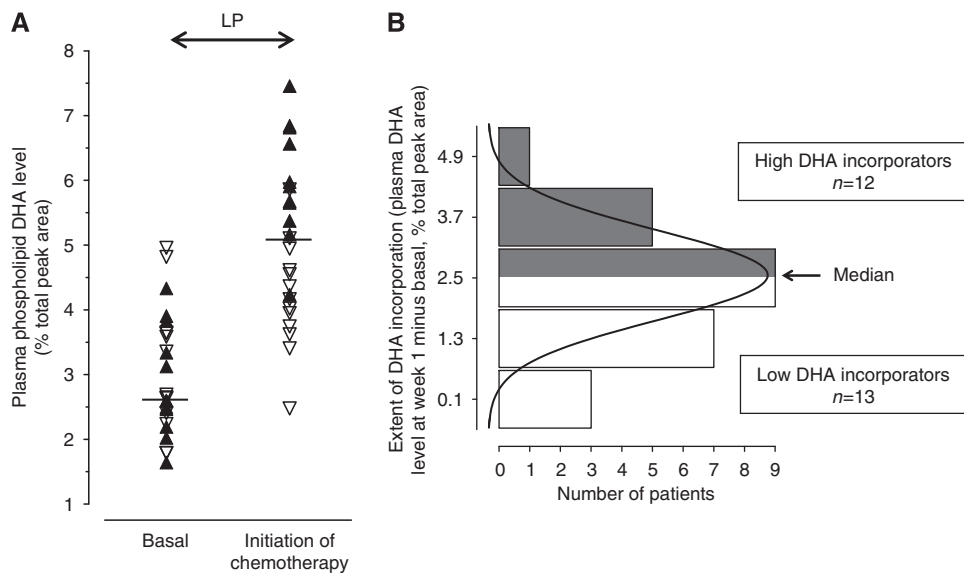 A
LP
8
7
6
5
4
3
2
1
Plasma phospholipid DHA level
(% total peak area)
Basal
Initiation of
chemotherapy
B
Extent of DHA incorporation (plasma DHA
level at week 1 minus basal, % total peak area)
4.9
3.7
2.5
1.3
0.1
High DHA incorporators
n=12
Median
Low DHA incorporators
n=13
0 1 2 3 4 5 6 7 8 9
Number of patients